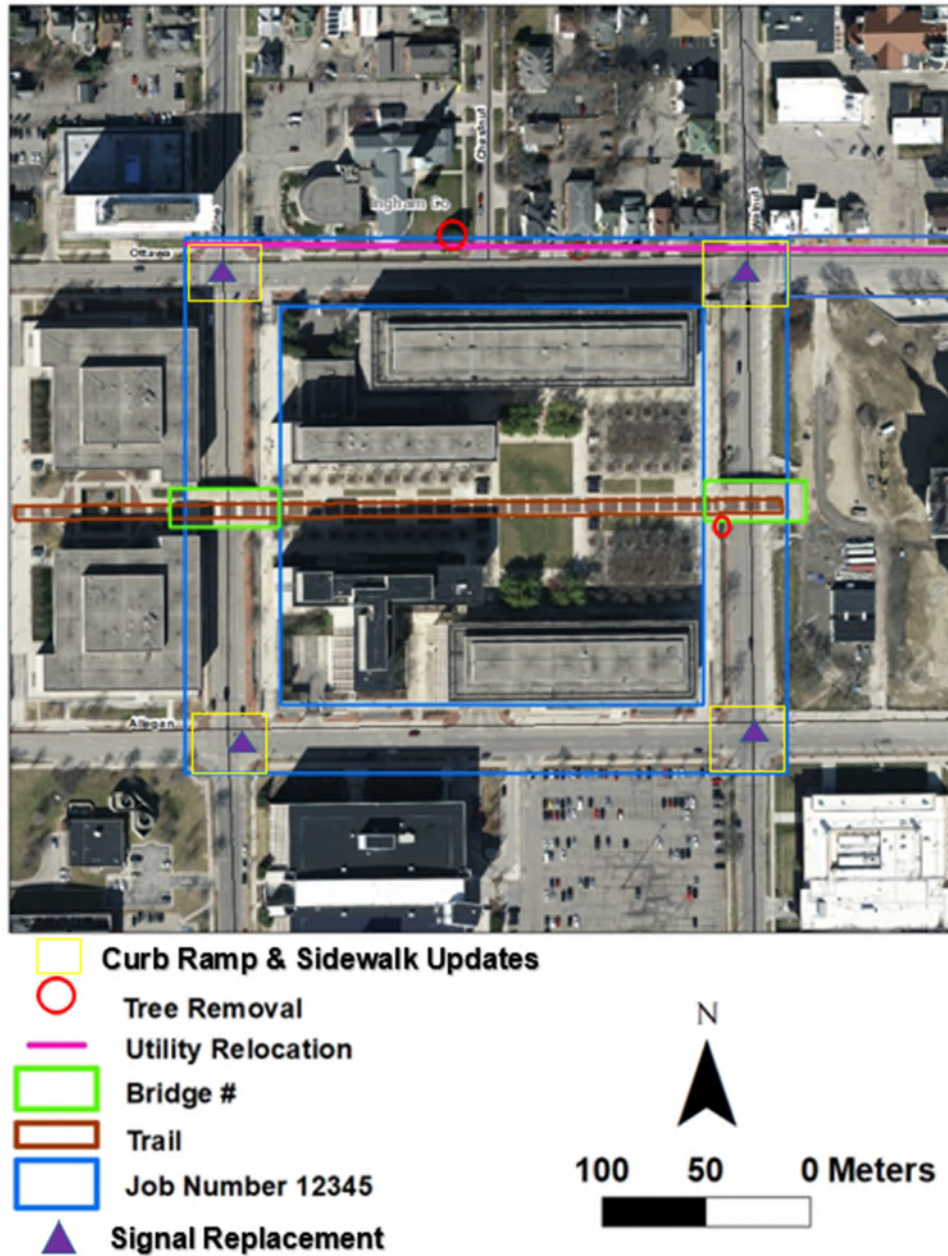 Chestnut
Ingham Co
Walnut
Ottawa
Allegan
Curb Ramp & Sidewalk Updates
Tree Removal
Utility Relocation
Bridge #
Trail
Job Number 12345
Signal Replacement
N
100 50 0 Meters